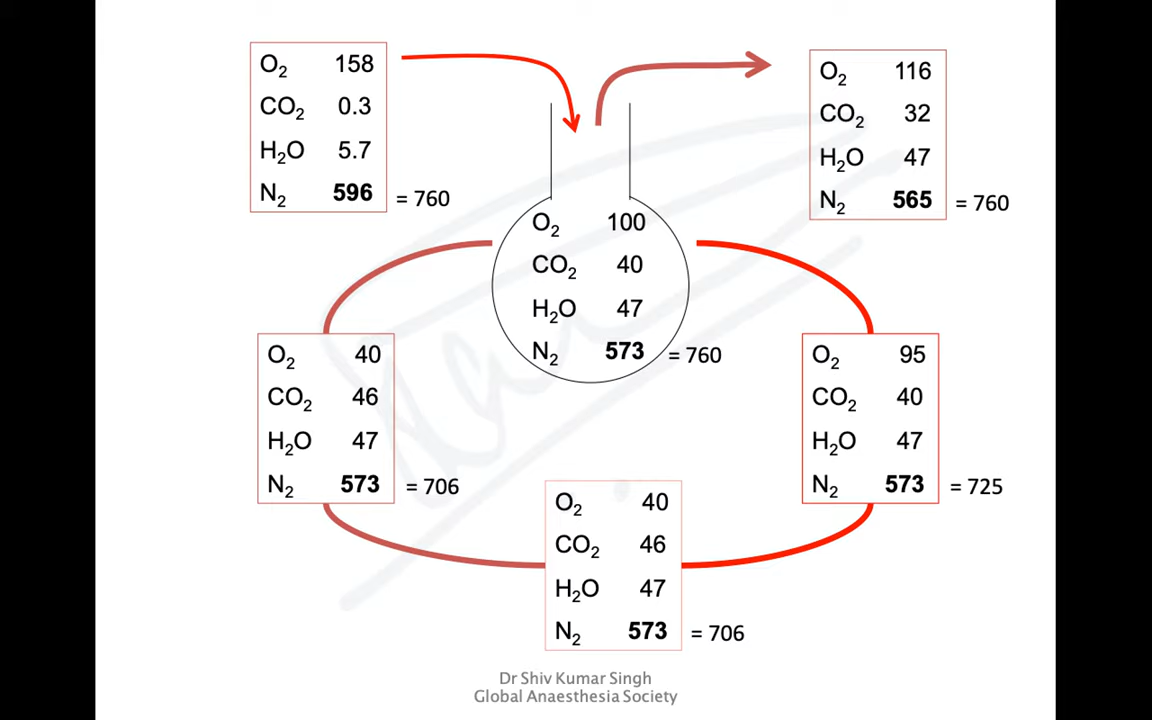 O₂ 158
CO₂ 0.3
H₂O 5.7
N₂ 596 = 760
O₂ 116
CO₂ 32
H₂O 47
N₂ 565 = 760
O₂ 100
CO₂ 40
H₂O 47
N₂ 573 = 760
O₂ 40
CO₂ 46
H₂O 47
N₂ 573 = 706
O₂ 95
CO₂ 40
H₂O 47
N₂ 573 = 725
O₂ 40
CO₂ 46
H₂O 47
N₂ 573 = 706
Dr Shiv Kumar Singh
Global Anaesthesia Society